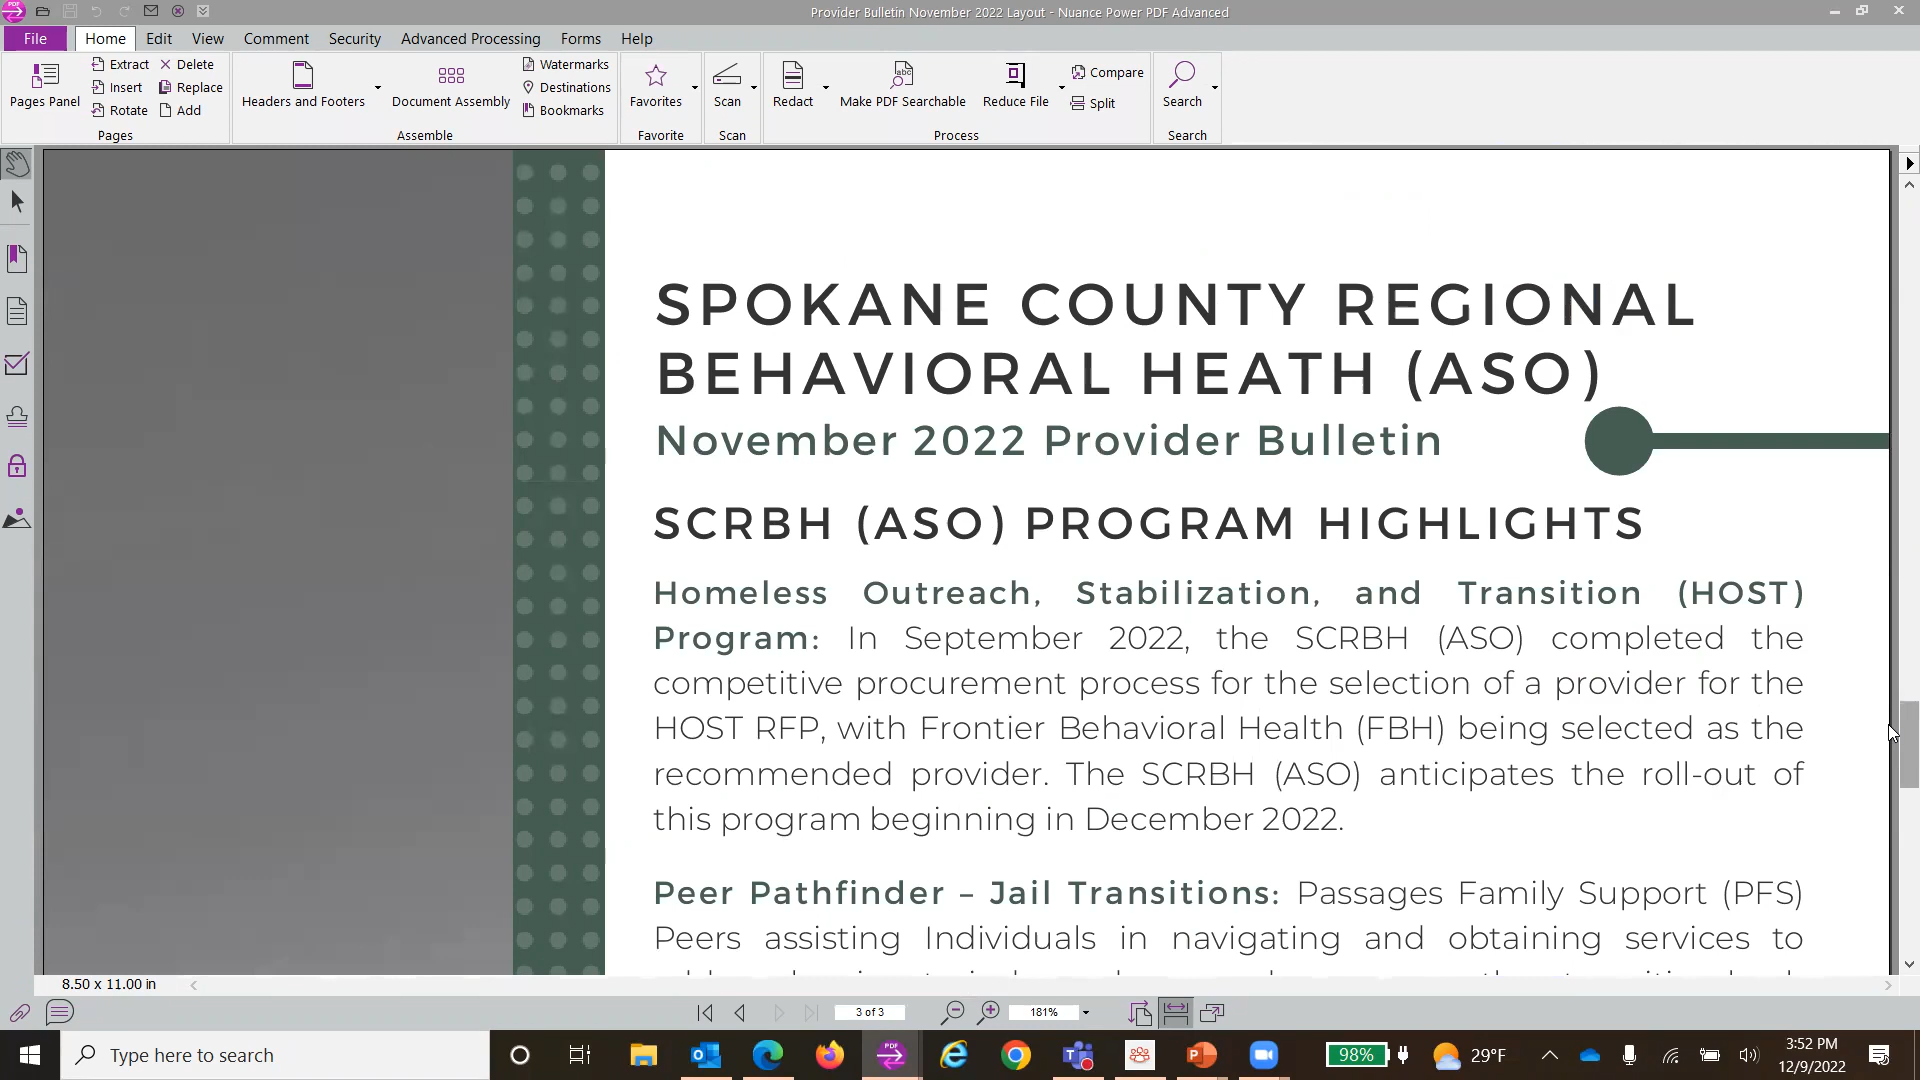 Provider Bulletin November 2022 Layout - Nuance Power PDF Advanced
File Home Edit View Comment Security Advanced Processing Forms Help
Pages Panel
Extract Delete
Insert Replace
Rotate Add
Pages
Headers and Footers
Document Assembly
Watermarks
Destinations
Bookmarks
Assemble
Favorites
Favorite
Scan
Scan
Redact
Make PDF Searchable
Reduce File
Compare
Split
Process
Search
Search
SPOKANE COUNTY REGIONAL
BEHAVIORAL HEATH (ASO)
November 2022 Provider Bulletin
SCRBH (ASO) PROGRAM HIGHLIGHTS
Homeless Outreach, Stabilization, and Transition (HOST)
Program: In September 2022, the SCRBH (ASO) completed the
competitive procurement process for the selection of a provider for the
HOST RFP, with Frontier Behavioral Health (FBH) being selected as the
recommended provider. The SCRBH (ASO) anticipates the roll-out of
this program beginning in December 2022.
Peer Pathfinder – Jail Transitions: Passages Family Support (PFS)
Peers assisting Individuals in navigating and obtaining services to
8.50 x 11.00 in
3 of 3
181%
Type here to search
98%
29°F
3:52 PM
12/9/2022